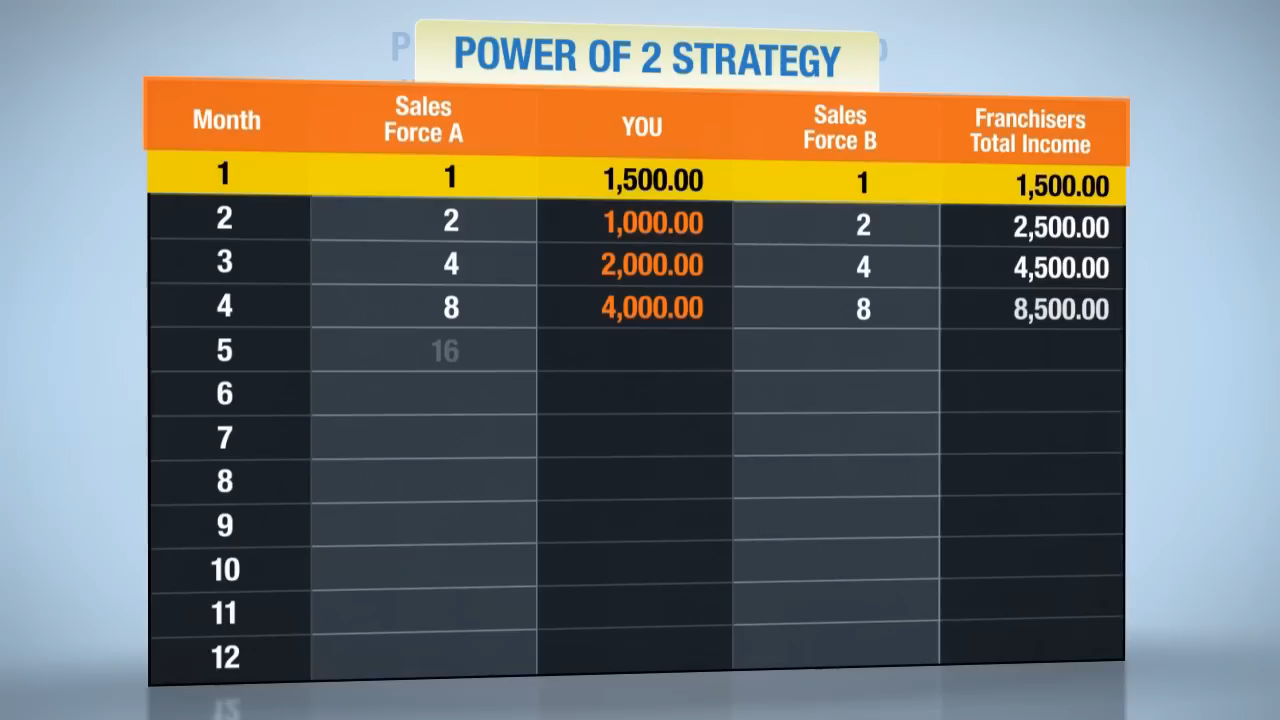 POWER OF 2 STRATEGY
Month Sales Force A YOU Sales Force B Franchisers Total Income
1 1 1,500.00 1 1,500.00
2 2 1,000.00 2 2,500.00
3 4 2,000.00 4 4,500.00
4 8 4,000.00 8 8,500.00
5 16
6
7
8
9
10
11
12